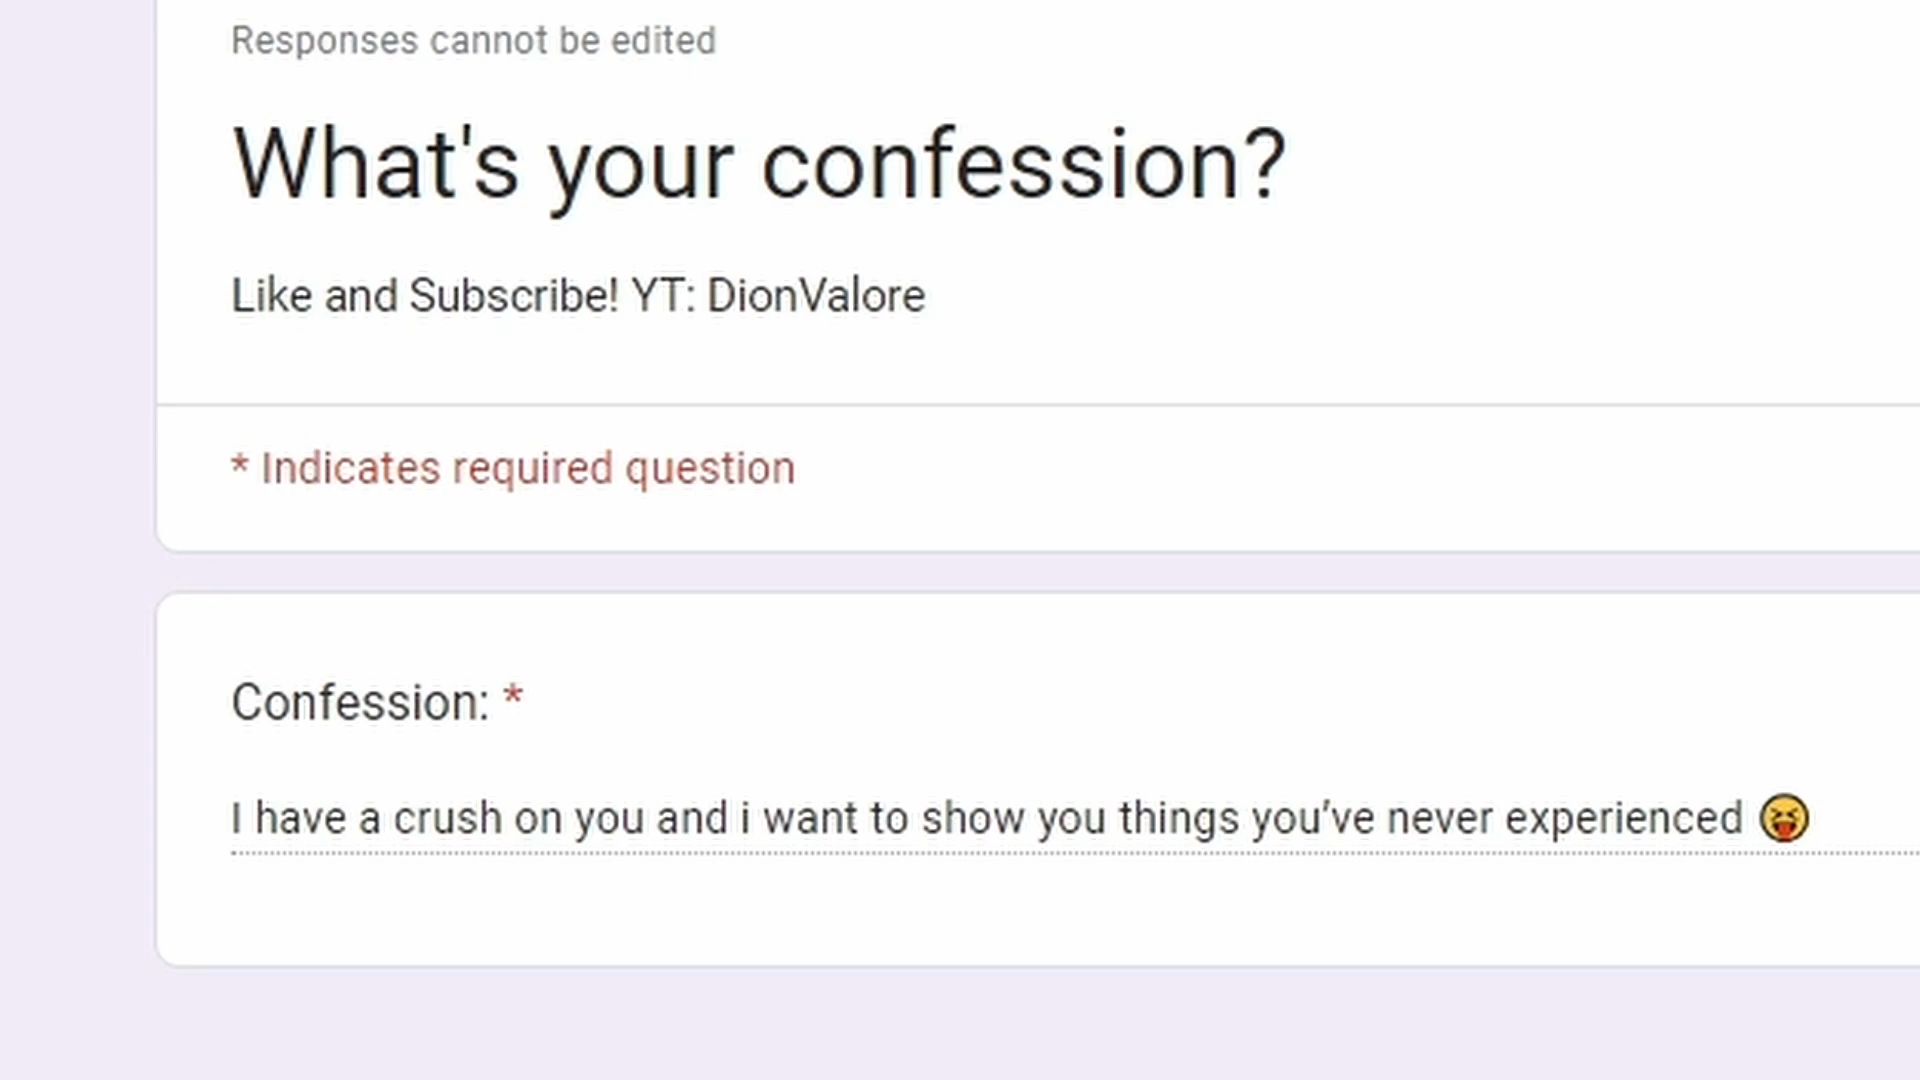 Responses cannot be edited
What's your confession?
Like and Subscribe! YT: DionValore
* Indicates required question
Confession: *
I have a crush on you and i want to show you things you’ve never experienced 😝